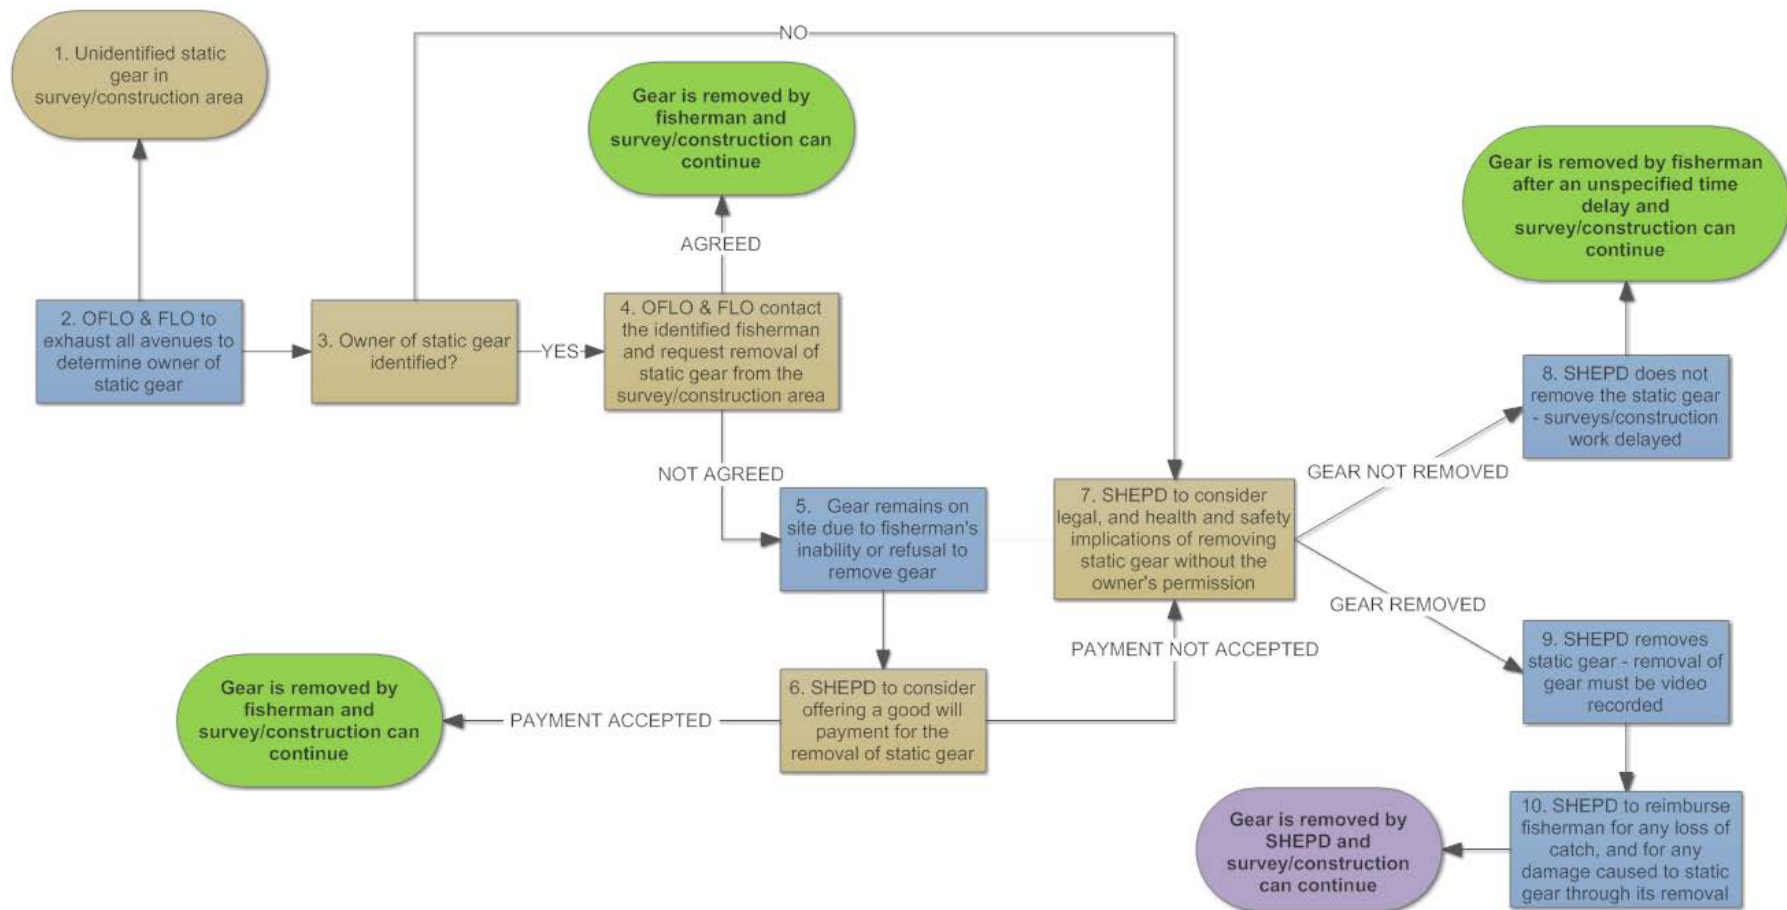 1. Unidentified static
gear in
survey/construction area
NO
Gear is removed by
fisherman and
survey/construction can
continue
Gear is removed by fisherman
after an unspecified time
delay and
survey/construction can
continue
AGREED
2. OFLO & FLO to
exhaust all avenues to
determine owner of
static gear
3. Owner of static gear
identified?
YES
4. OFLO & FLO contact
the identified fisherman
and request removal of
static gear from the
survey/construction area
8. SHEPD does not
remove the static gear
- surveys/construction
work delayed
NOT AGREED
GEAR NOT REMOVED
5. Gear remains on
site due to fisherman's
inability or refusal to
remove gear
7. SHEPD to consider
legal, and health and safety
implications of removing
static gear without the
owner's permission
GEAR REMOVED
PAYMENT NOT ACCEPTED
9. SHEPD removes
static gear - removal of
gear must be video
recorded
Gear is removed by
fisherman and
survey/construction can
continue
PAYMENT ACCEPTED
6. SHEPD to consider
offering a good will
payment for the
removal of static gear
Gear is removed by
SHEPD and
survey/construction
can continue
10. SHEPD to reimburse
fisherman for any loss of
catch, and for any
damage caused to static
gear through its removal